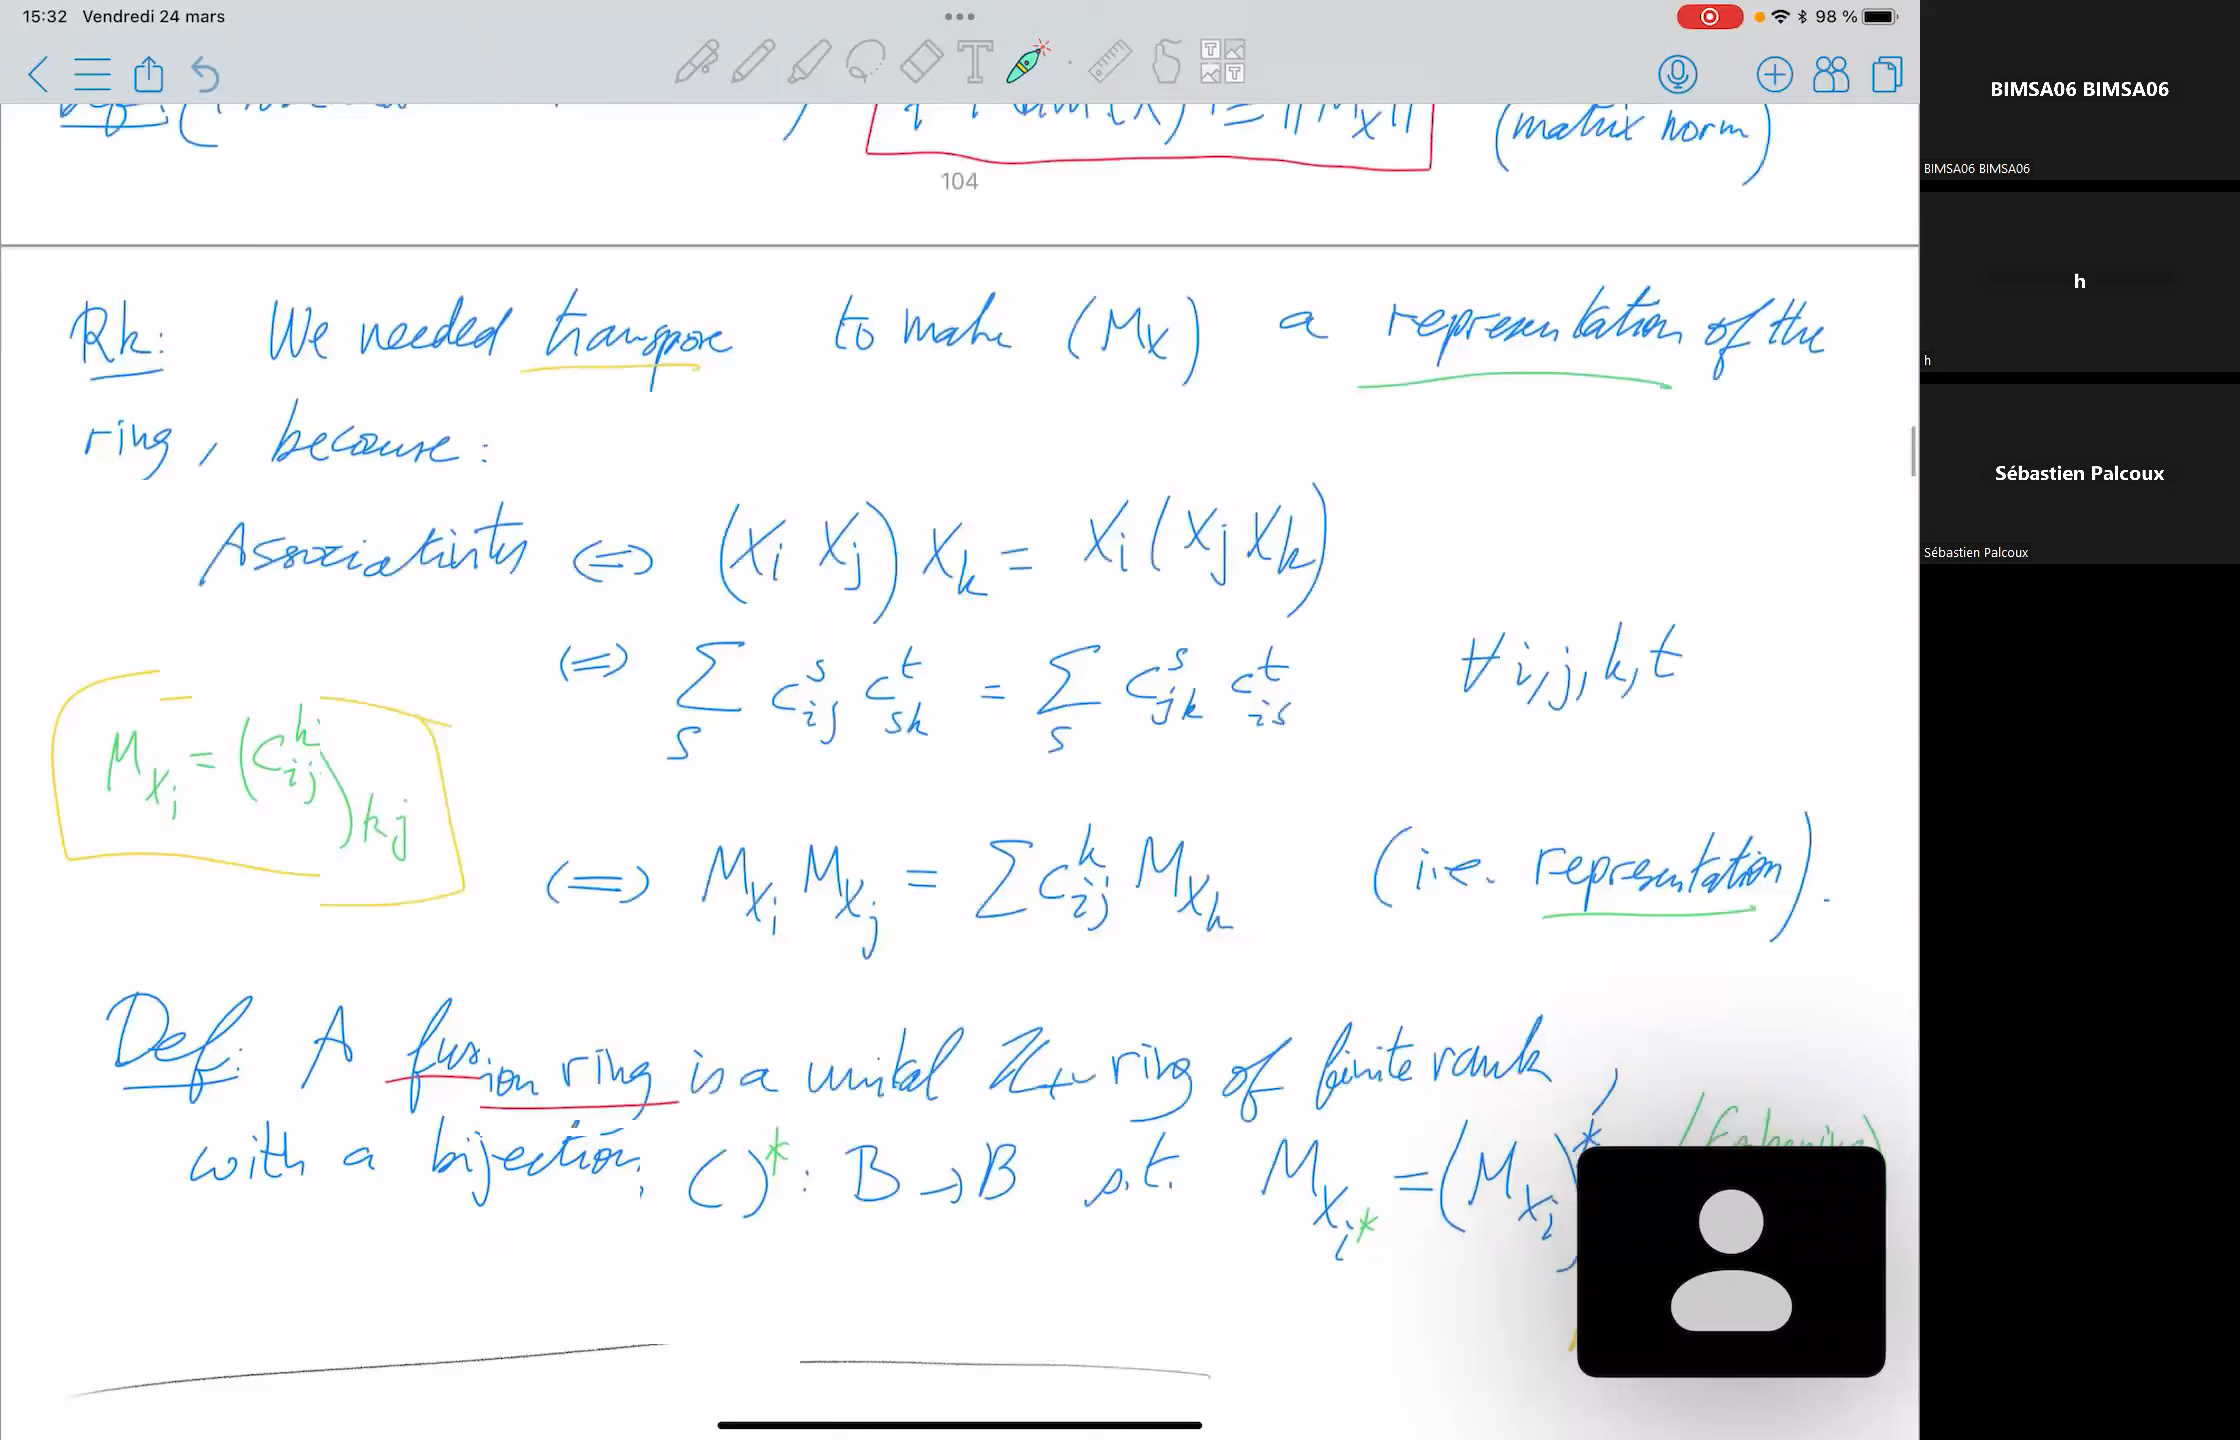 15:32 Vendredi 24 mars
98 %
(matrix norm)
104
Rk: We needed transpose to make (M_X) a representation of the
ring, because:
Associativity <=> (X_i X_j) X_k = X_i (X_j X_k)
<=> ∑_s c_{ij}^s c_{sk}^t = ∑_s c_{jk}^s c_{is}^t ∀ i, j, k, t
M_{X_i} = (c_{ij}^k)_{kj}
<=> M_{X_i} M_{X_j} = ∑ c_{ij}^k M_{X_k} (i.e. representation).
Def: A fusion ring is a unital Z_+-ring of finite rank,
with a bijection ( )^*: B → B s.t. M_{X_{i^*}} = (M_{X_i})^*
BIMSA06 BIMSA06
BIMSA06 BIMSA06
h
h
Sébastien Palcoux
Sébastien Palcoux